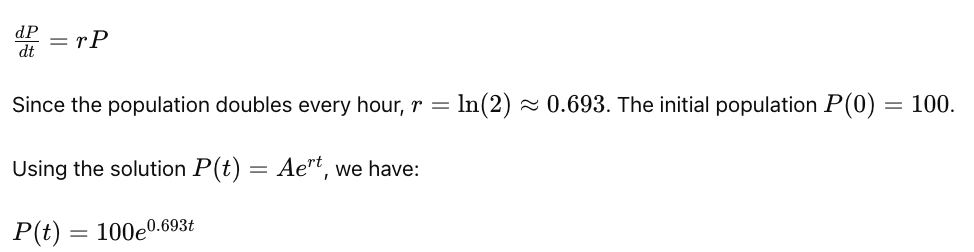 dP/dt = rP
Since the population doubles every hour, r = ln(2) ≈ 0.693. The initial population P(0) = 100.
Using the solution P(t) = Ae^{rt}, we have:
P(t) = 100e^{0.693t}